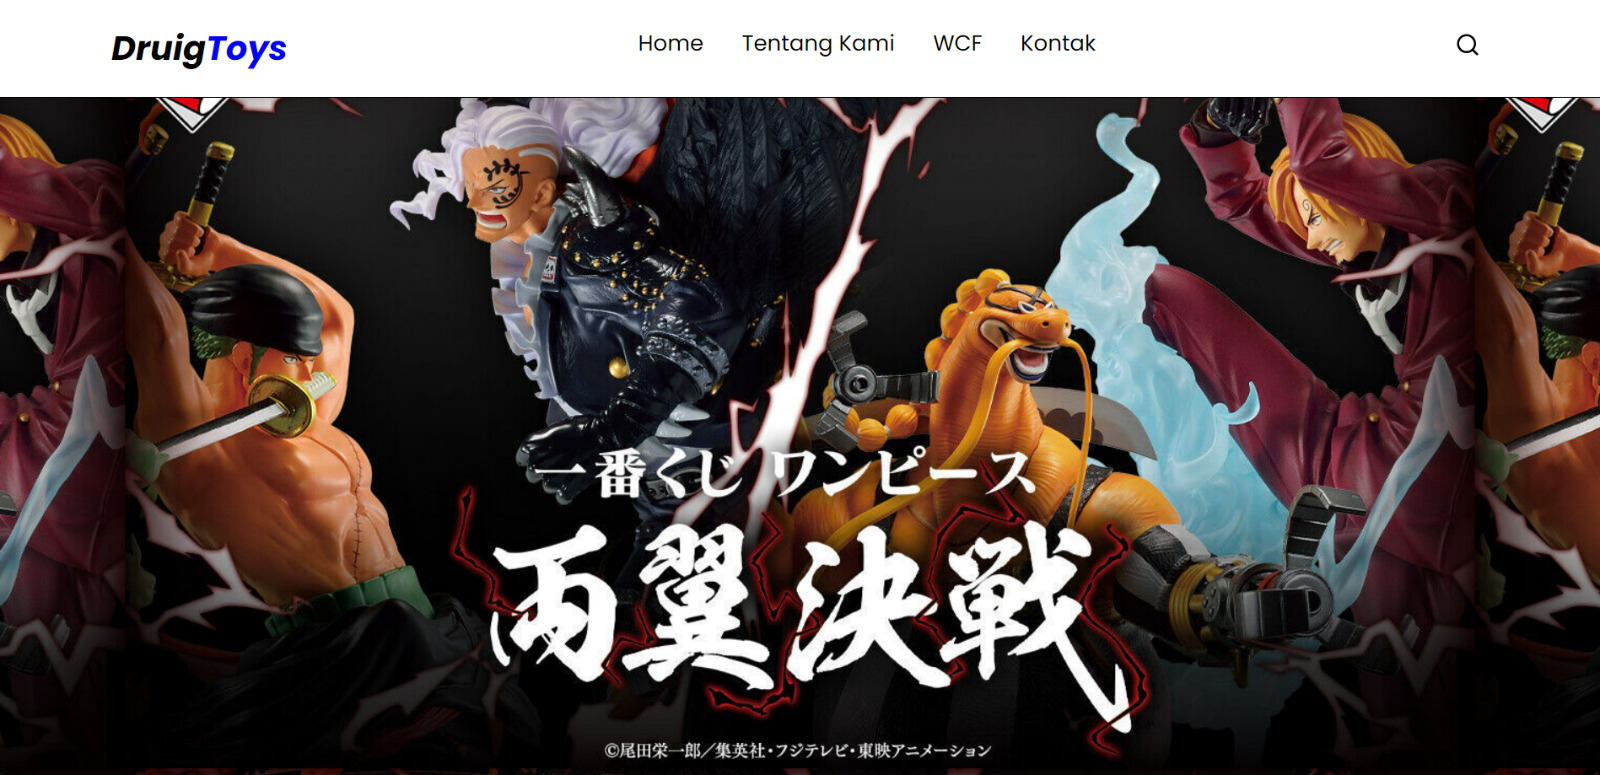 DruigToys
Home
Tentang Kami
WCF
Kontak
一番くじ ワンピース
両翼決戦
©尾田栄一郎／集英社・フジテレビ・東映アニメーション